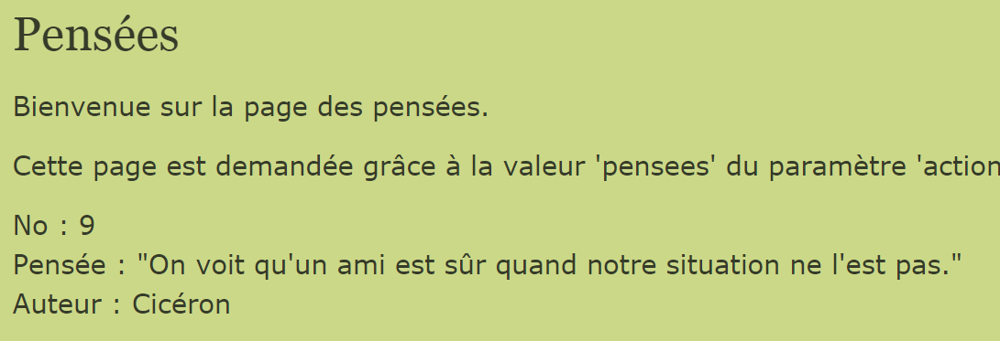 Pensées
Bienvenue sur la page des pensées.
Cette page est demandée grâce à la valeur 'pensees' du paramètre 'action
No : 9
Pensée : "On voit qu'un ami est sûr quand notre situation ne l'est pas."
Auteur : Cicéron